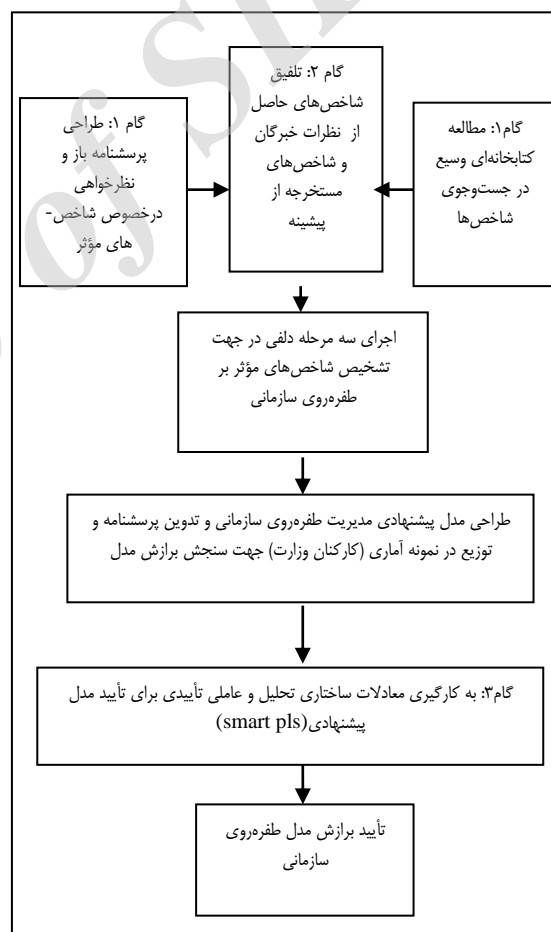 گام ۱: مطالعه
کتابخانه‌ای وسیع
در جست‌وجوی
شاخص‌ها
گام ۲: تلفیق
شاخص‌های حاصل
از نظرات خبرگان
و شاخص‌های
مستخرجه از
پیشینه
گام ۱: طراحی
پرسشنامه باز و
نظرخواهی
درخصوص شاخص-
های مؤثر
اجرای سه مرحله دلفی در جهت
تشخیص شاخص‌های مؤثر بر
طفره‌روی سازمانی
طراحی مدل پیشنهادی مدیریت طفره‌روی سازمانی و تدوین پرسشنامه و
توزیع در نمونه آماری (کارکنان وزارت) جهت سنجش برازش مدل
گام۳: به کارگیری معادلات ساختاری تحلیل و عاملی تأییدی برای تأیید مدل
پیشنهادی(smart pls)
تأیید برازش مدل طفره‌روی
سازمانی
of